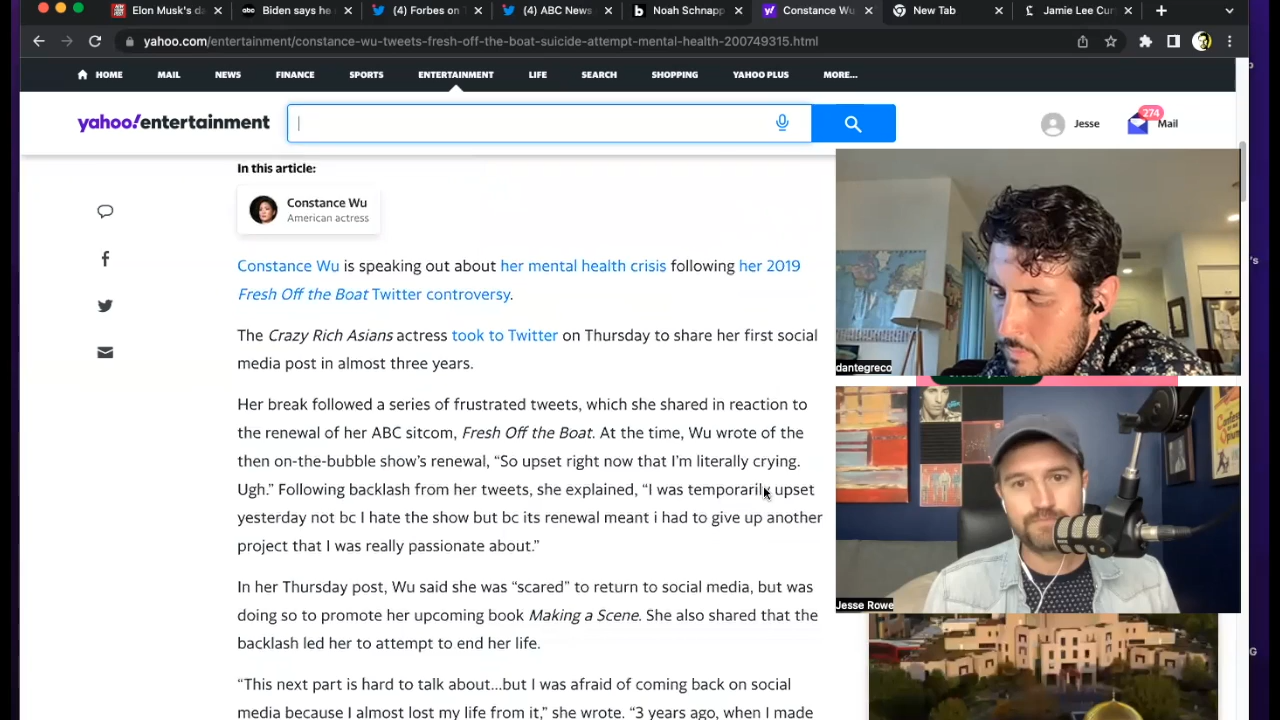 Elon Musk's d
Biden says he
(4) Forbes on
(4) ABC News
Noah Schnapp
Constance Wu
New Tab
Jamie Lee Cur
yahoo.com/entertainment/constance-wu-tweets-fresh-off-the-boat-suicide-attempt-mental-health-200749315.html
HOME MAIL NEWS FINANCE SPORTS ENTERTAINMENT LIFE SEARCH SHOPPING YAHOO PLUS MORE...
yahoo!entertainment
Jesse
274
Mail
In this article:
Constance Wu
American actress
Constance Wu is speaking out about her mental health crisis following her 2019
Fresh Off the Boat Twitter controversy.
The Crazy Rich Asians actress took to Twitter on Thursday to share her first social
media post in almost three years.
Her break followed a series of frustrated tweets, which she shared in reaction to
the renewal of her ABC sitcom, Fresh Off the Boat. At the time, Wu wrote of the
then on-the-bubble show's renewal, “So upset right now that I'm literally crying.
Ugh.” Following backlash from her tweets, she explained, “I was temporarily upset
yesterday not bc I hate the show but bc its renewal meant i had to give up another
project that I was really passionate about.”
In her Thursday post, Wu said she was “scared” to return to social media, but was
doing so to promote her upcoming book Making a Scene. She also shared that the
backlash led her to attempt to end her life.
“This next part is hard to talk about...but I was afraid of coming back on social
media because I almost lost my life from it,” she wrote. “3 years ago, when I made
dantegreco
Jesse Rowe